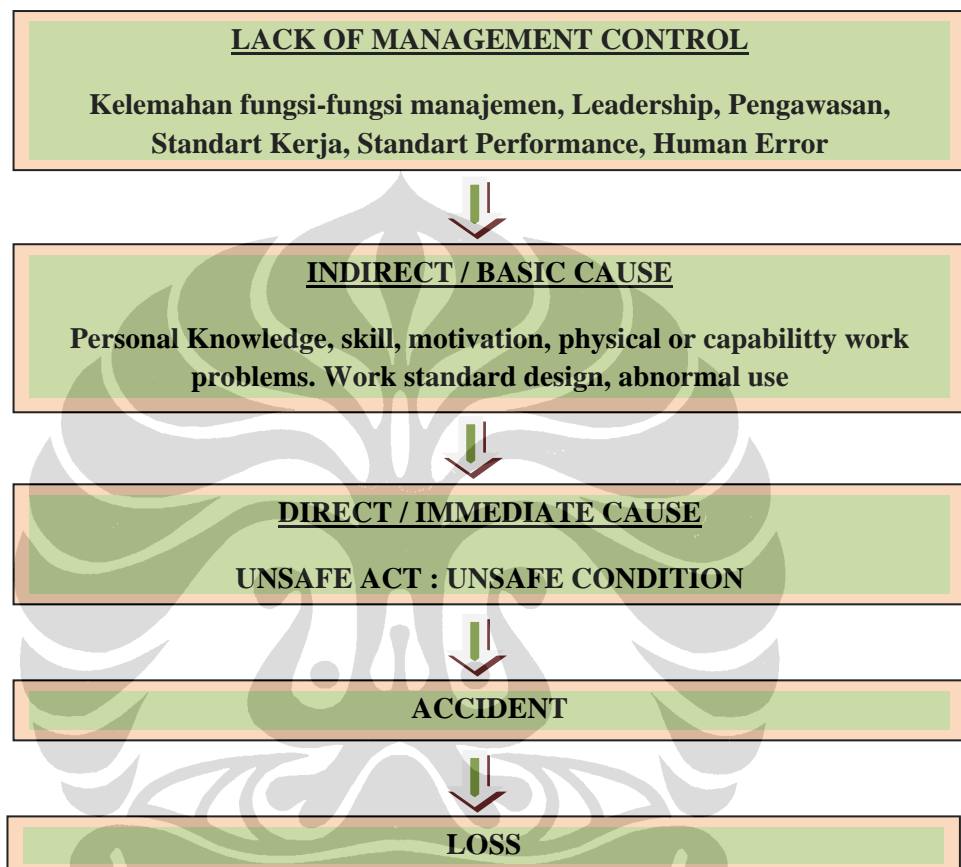 LACK OF MANAGEMENT CONTROL
Kelemahan fungsi-fungsi manajemen, Leadership, Pengawasan,
Standart Kerja, Standart Performance, Human Error
INDIRECT / BASIC CAUSE
Personal Knowledge, skill, motivation, physical or capabilitty work
problems. Work standard design, abnormal use
DIRECT / IMMEDIATE CAUSE
UNSAFE ACT : UNSAFE CONDITION
ACCIDENT
LOSS